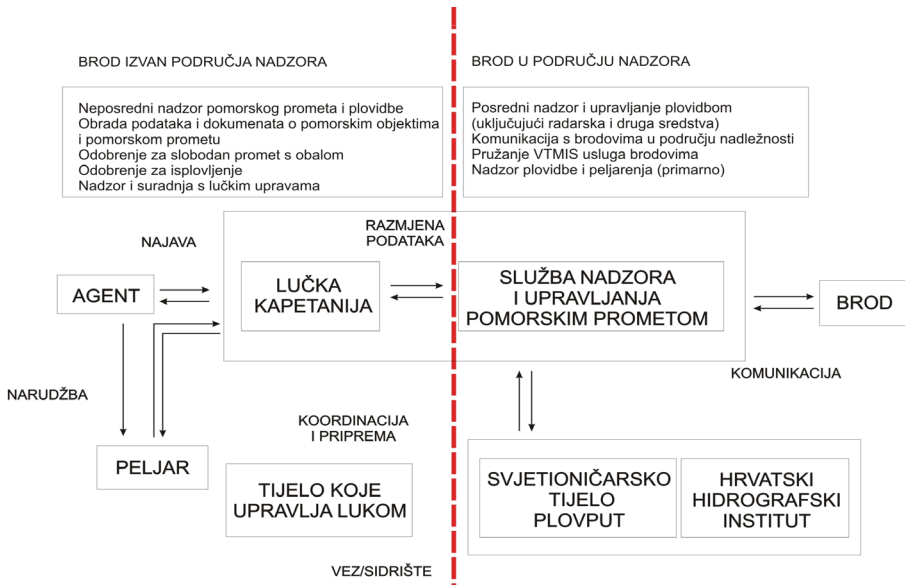 BROD IZVAN PODRUČJA NADZORA
BROD U PODRUČJU NADZORA
Neposredni nadzor pomorskog prometa i plovidbe
Obrada podataka i dokumenata o pomorskim objektima
i pomorskom prometu
Odobrenje za slobodan promet s obalom
Odobrenje za isplovljenje
Nadzor i suradnja s lučkim upravama
Posredni nadzor i upravljanje plovidbom
(uključujući radarska i druga sredstva)
Komunikacija s brodovima u području nadležnosti
Pružanje VTMIS usluga brodovima
Nadzor plovidbe i peljarenja (primarno)
NAJAVA
RAZMJENA
PODATAKA
AGENT
LUČKA
KAPETANIJA
SLUŽBA NADZORA
I UPRAVLJANJA
POMORSKIM PROMETOM
BROD
NARUDŽBA
KOMUNIKACIJA
KOORDINACIJA
I PRIPREMA
PELJAR
TIJELO KOJE
UPRAVLJA LUKOM
SVJETIONIČARSKO
TIJELO
PLOVPUT
HRVATSKI
HIDROGRAFSKI
INSTITUT
VEZ/SIDRIŠTE